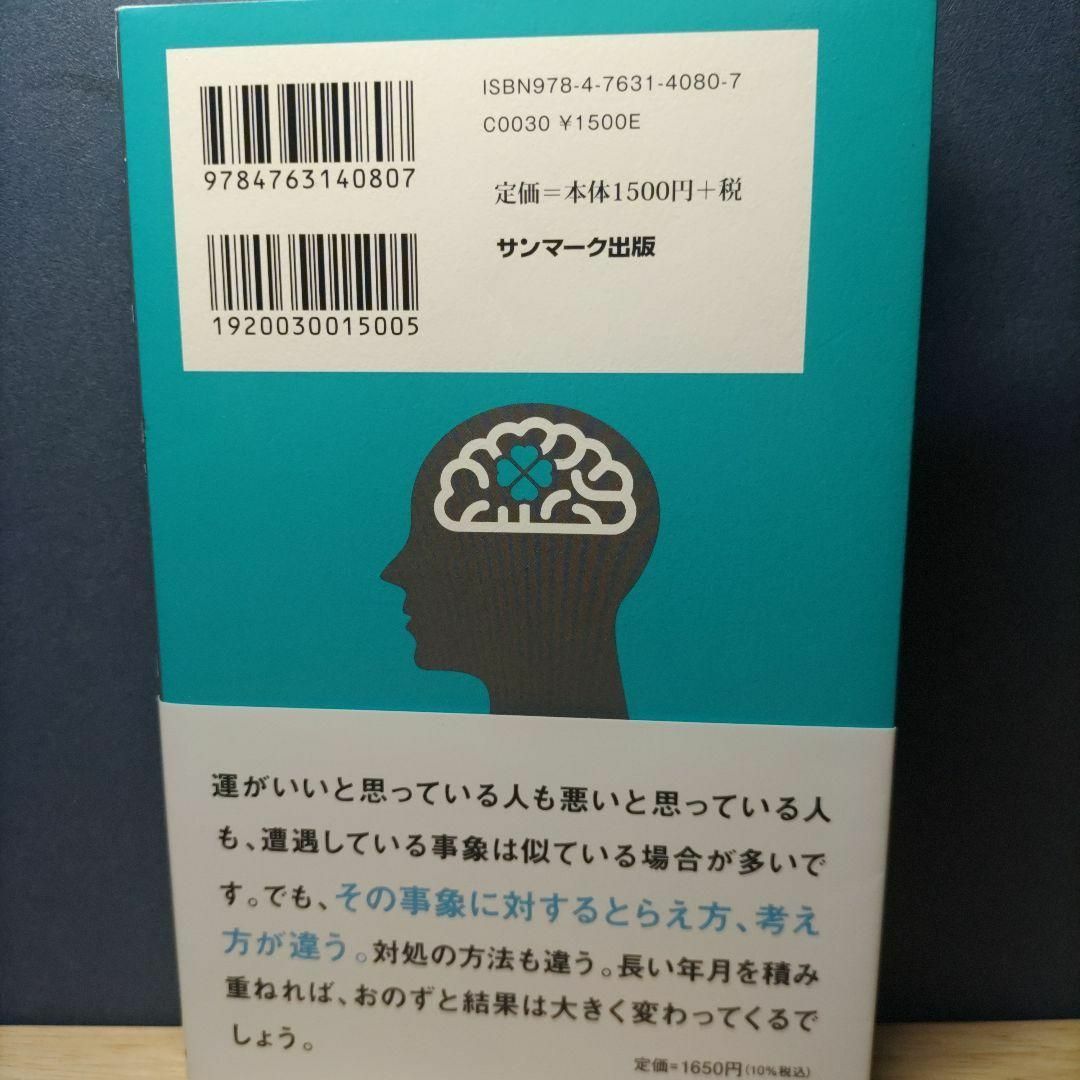 ISBN978-4-7631-4080-7
C0030 ¥1500E
9784763140807
定価＝本体1500円＋税
サンマーク出版
1920030015005
運がいいと思っている人も悪いと思っている人
も、遭遇している事象は似ている場合が多いで
す。でも、その事象に対するとらえ方、考え
方が違う。対処の方法も違う。長い年月を積み
重ねれば、おのずと結果は大きく変わってくるで
しょう。
定価=1650円(10%税込)